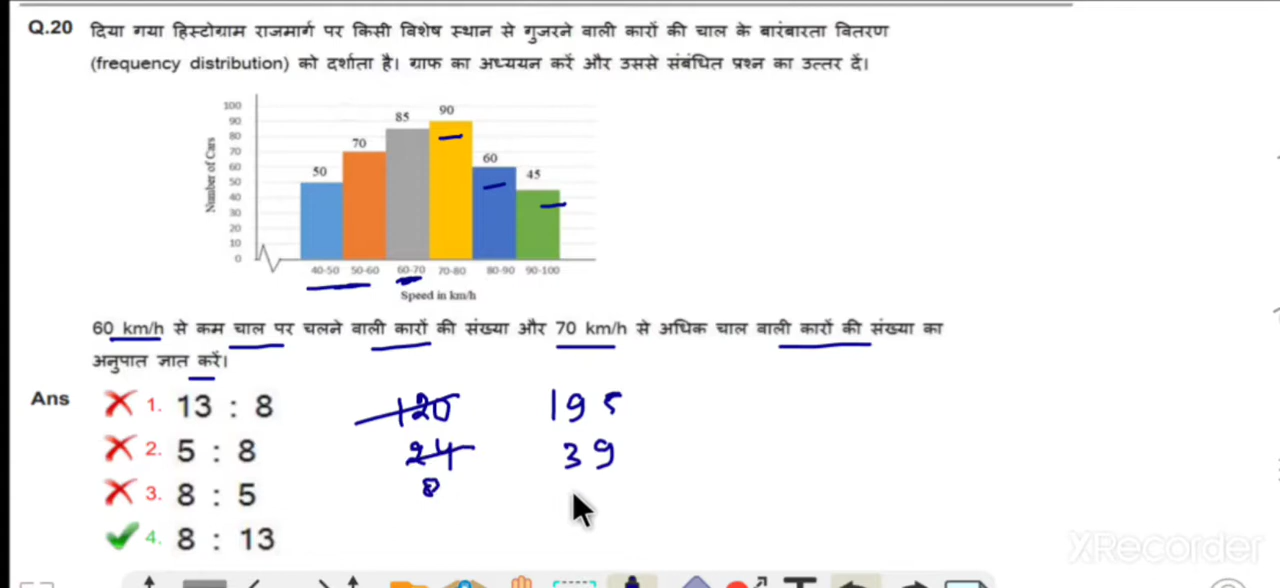 Q.20 दिया गया हिस्टोग्राम राजमार्ग पर किसी विशेष स्थान से गुजरने वाली कारों की चाल के बारंबारता वितरण
(frequency distribution) को दर्शाता है। ग्राफ का अध्ययन करें और उससे संबंधित प्रश्न का उत्तर दें।
Number of Cars
100
90
80
70
60
50
40
30
20
10
0
50
70
85
90
60
45
40-50 50-60 60-70 70-80 80-90 90-100
Speed in km/h
60 km/h से कम चाल पर चलने वाली कारों की संख्या और 70 km/h से अधिक चाल वाली कारों की संख्या का
अनुपात ज्ञात करें।
Ans
1. 13 : 8
2. 5 : 8
3. 8 : 5
4. 8 : 13
120 195
24 39
8
XRecorder